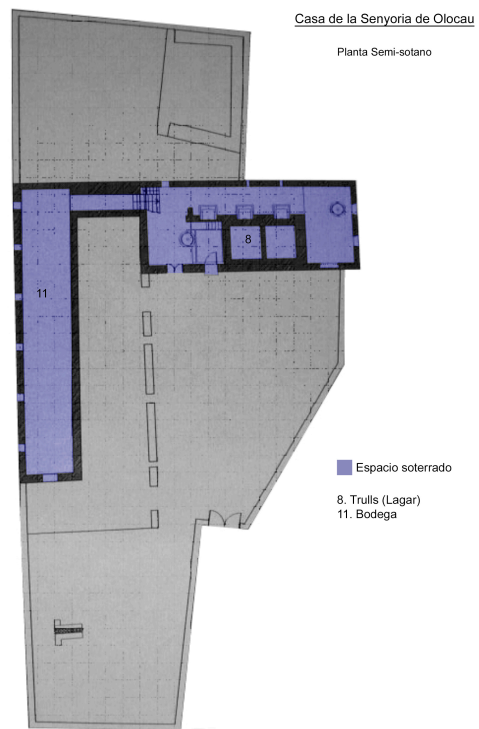 Casa de la Senyoria de Olocau
Planta Semi-sotano
8
11
Espacio soterrado
8. Trulls (Lagar)
11. Bodega